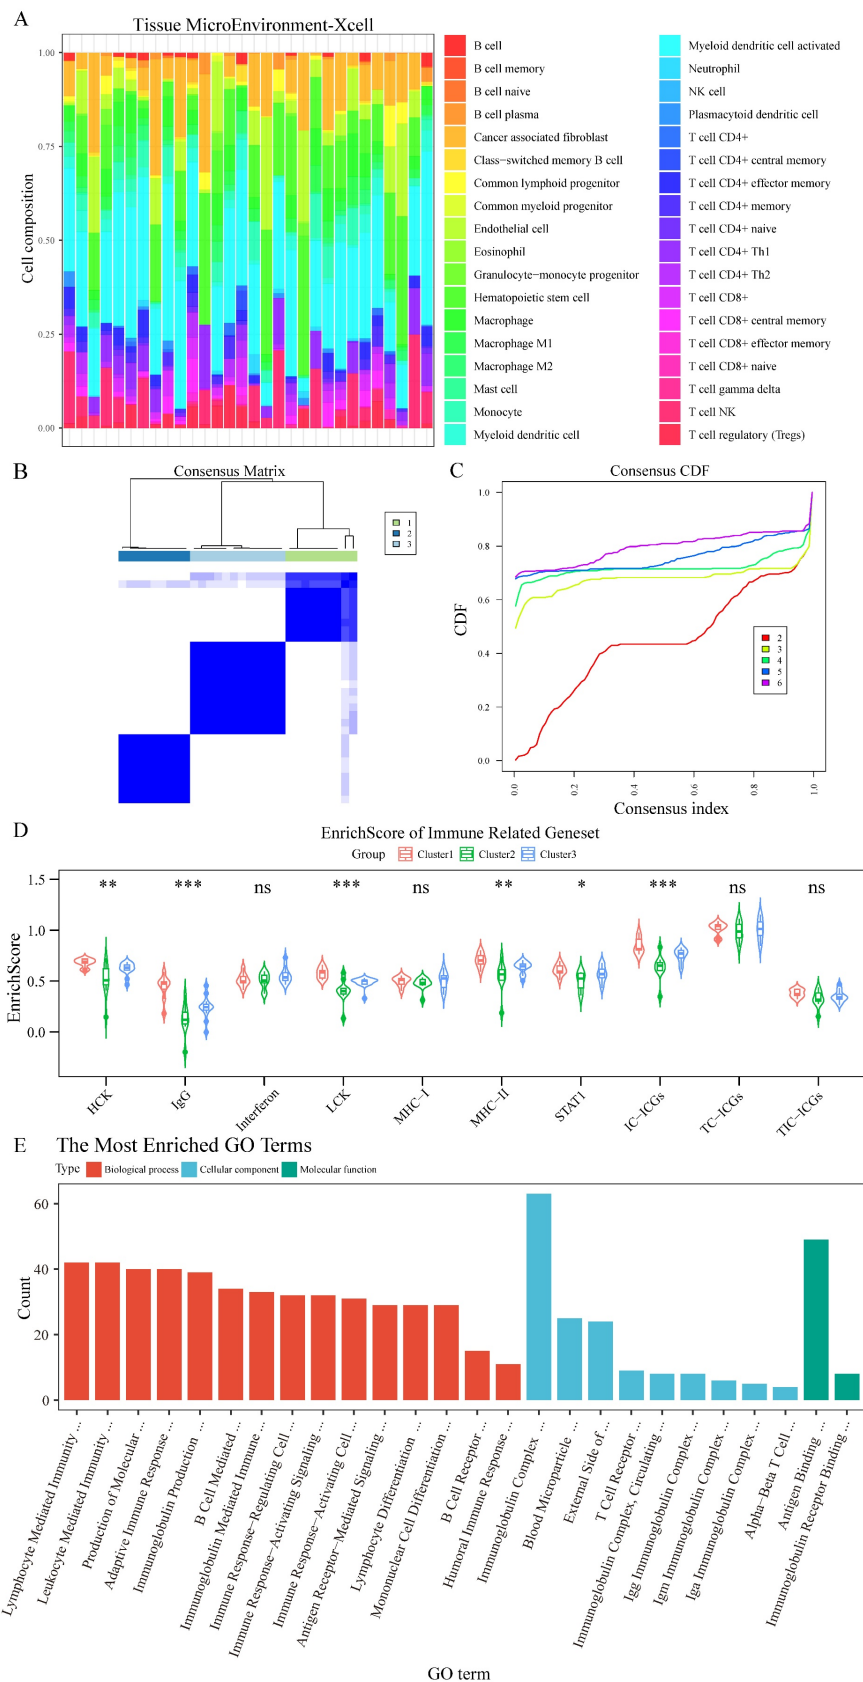 A
Tissue MicroEnvironment-Xcell
Cell composition
1.00
0.75
0.50
0.25
0.00
B cell
B cell memory
B cell naive
B cell plasma
Cancer associated fibroblast
Class−switched memory B cell
Common lymphoid progenitor
Common myeloid progenitor
Endothelial cell
Eosinophil
Granulocyte−monocyte progenitor
Hematopoietic stem cell
Macrophage
Macrophage M1
Macrophage M2
Mast cell
Monocyte
Myeloid dendritic cell
Myeloid dendritic cell activated
Neutrophil
NK cell
Plasmacytoid dendritic cell
T cell CD4+
T cell CD4+ central memory
T cell CD4+ effector memory
T cell CD4+ memory
T cell CD4+ naive
T cell CD4+ Th1
T cell CD4+ Th2
T cell CD8+
T cell CD8+ central memory
T cell CD8+ effector memory
T cell CD8+ naive
T cell gamma delta
T cell NK
T cell regulatory (Tregs)
B
Consensus Matrix
1
2
3
C
Consensus CDF
CDF
1.0
0.8
0.6
0.4
0.2
0.0
2
3
4
5
6
0.0
0.2
0.4
0.6
0.8
1.0
Consensus index
D
EnrichScore of Immune Related Geneset
Group Cluster1 Cluster2 Cluster3
EnrichScore
1.5
1.0
0.5
0.0
** *** ns *** ns ** * *** ns ns
HCK
IgG
Interferon
LCK
MHC−I
MHC−II
STAT1
IC−ICGs
TC−ICGs
TIC−ICGs
E The Most Enriched GO Terms
Type Biological process Cellular component Molecular function
Count
60
40
20
0
Lymphocyte Mediated Immunity ...
Leukocyte Mediated Immunity ...
Production of Molecular ...
Adaptive Immune Response ...
Immunoglobulin Production ...
B Cell Mediated ...
Immunoglobulin Mediated Immune ...
Immune Response−Regulating Cell ...
Immune Response−Activating Signaling ...
Immune Response−Activating Cell ...
Antigen Receptor−Mediated Signaling ...
Lymphocyte Differentiation ...
Mononuclear Cell Differentiation ...
B Cell Receptor ...
Humoral Immune Response ...
Immunoglobulin Complex ...
Blood Microparticle ...
External Side of ...
T Cell Receptor ...
Immunoglobulin Complex, Circulating ...
Igg Immunoglobulin Complex ...
Igm Immunoglobulin Complex ...
Iga Immunoglobulin Complex ...
Alpha−Beta T Cell ...
Antigen Binding ...
Immunoglobulin Receptor Binding ...
GO term